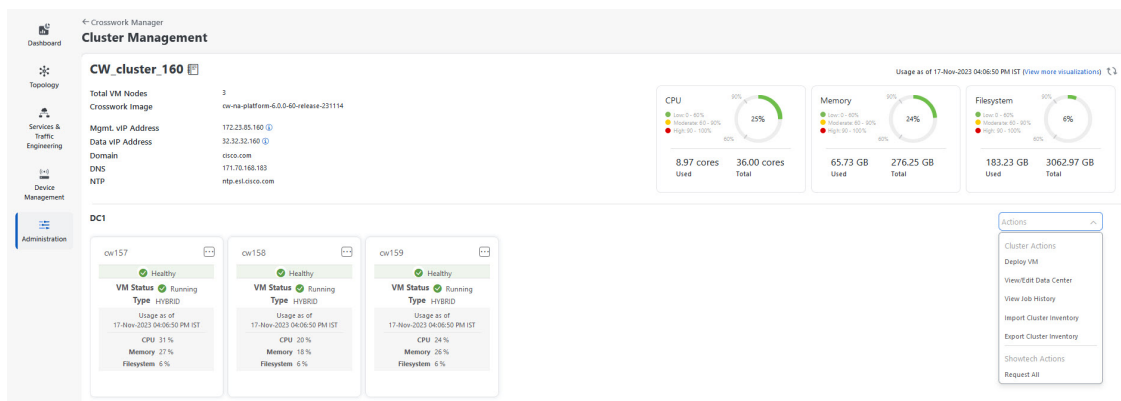 ← Crosswork Manager
Cluster Management
Dashboard
Topology
Services &
Traffic
Engineering
Device
Management
Administration
CW_cluster_160
Usage as of 17-Nov-2023 04:06:50 PM IST (View more visualizations)
Total VM Nodes 3
Crosswork Image cw-na-platform-6.0.0-60-release-231114
Mgmt. vIP Address 172.23.85.160
Data vIP Address 32.32.32.160
Domain cisco.com
DNS 171.70.168.183
NTP ntp.esl.cisco.com
CPU
Low: 0 - 60%
Moderate: 60 - 90%
High: 90 - 100%
90%
25%
60%
8.97 cores 36.00 cores
Used Total
Memory
Low: 0 - 60%
Moderate: 60 - 90%
High: 90 - 100%
90%
24%
60%
65.73 GB 276.25 GB
Used Total
Filesystem
Low: 0 - 60%
Moderate: 60 - 90%
High: 90 - 100%
90%
6%
60%
183.23 GB 3062.97 GB
Used Total
DC1
cw157
Healthy
VM Status Running
Type HYBRID
Usage as of
17-Nov-2023 04:06:50 PM IST
CPU 31 %
Memory 27 %
Filesystem 6 %
cw158
Healthy
VM Status Running
Type HYBRID
Usage as of
17-Nov-2023 04:06:50 PM IST
CPU 20 %
Memory 18 %
Filesystem 6 %
cw159
Healthy
VM Status Running
Type HYBRID
Usage as of
17-Nov-2023 04:06:50 PM IST
CPU 24 %
Memory 26 %
Filesystem 6 %
Actions
Cluster Actions
Deploy VM
View/Edit Data Center
View Job History
Import Cluster Inventory
Export Cluster Inventory
Showtech Actions
Request All